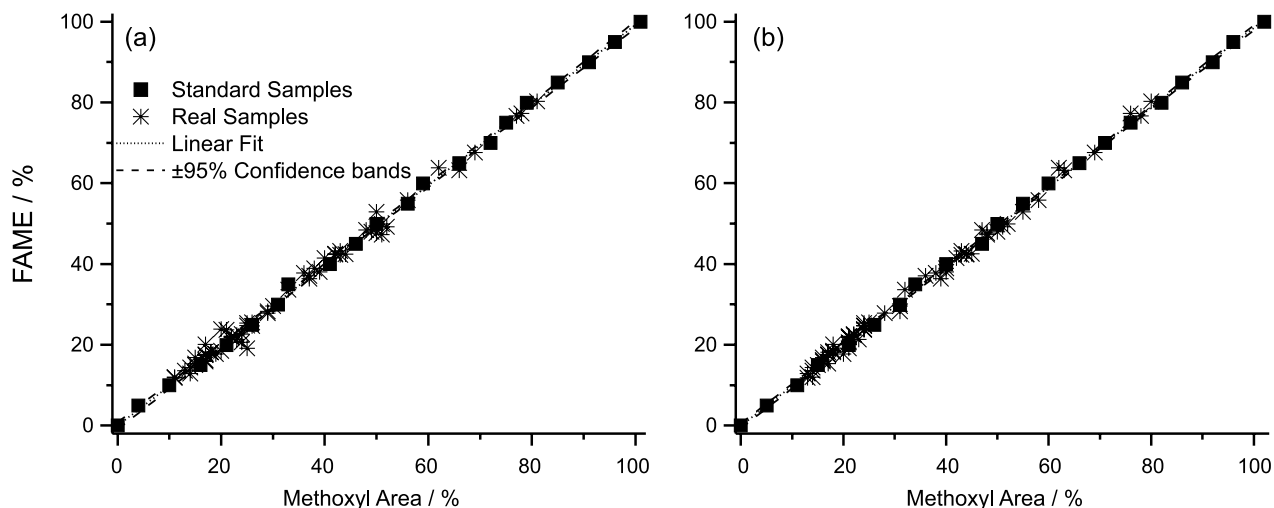 (a)
Standard Samples
Real Samples
Linear Fit
±95% Confidence bands
FAME / %
100
80
60
40
20
0
0 20 40 60 80 100
Methoxyl Area / %
(b)
100
80
60
40
20
0
0 20 40 60 80 100
Methoxyl Area / %